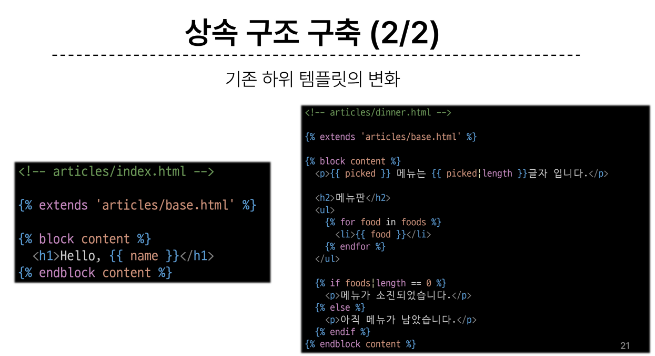 상속 구조 구축 (2/2)
기존 하위 템플릿의 변화
<!-- articles/index.html -->
{% extends 'articles/base.html' %}
{% block content %}
<h1>Hello, {{ name }}</h1>
{% endblock content %}
<!-- articles/dinner.html -->
{% extends 'articles/base.html' %}
{% block content %}
<p>{{ picked }} 메뉴는 {{ picked|length }}글자 입니다.</p>
<h2>메뉴판</h2>
<ul>
{% for food in foods %}
<li>{{ food }}</li>
{% endfor %}
</ul>
{% if foods|length == 0 %}
<p>메뉴가 소진되었습니다.</p>
{% else %}
<p>아직 메뉴가 남았습니다.</p>
{% endif %}
{% endblock content %}
21